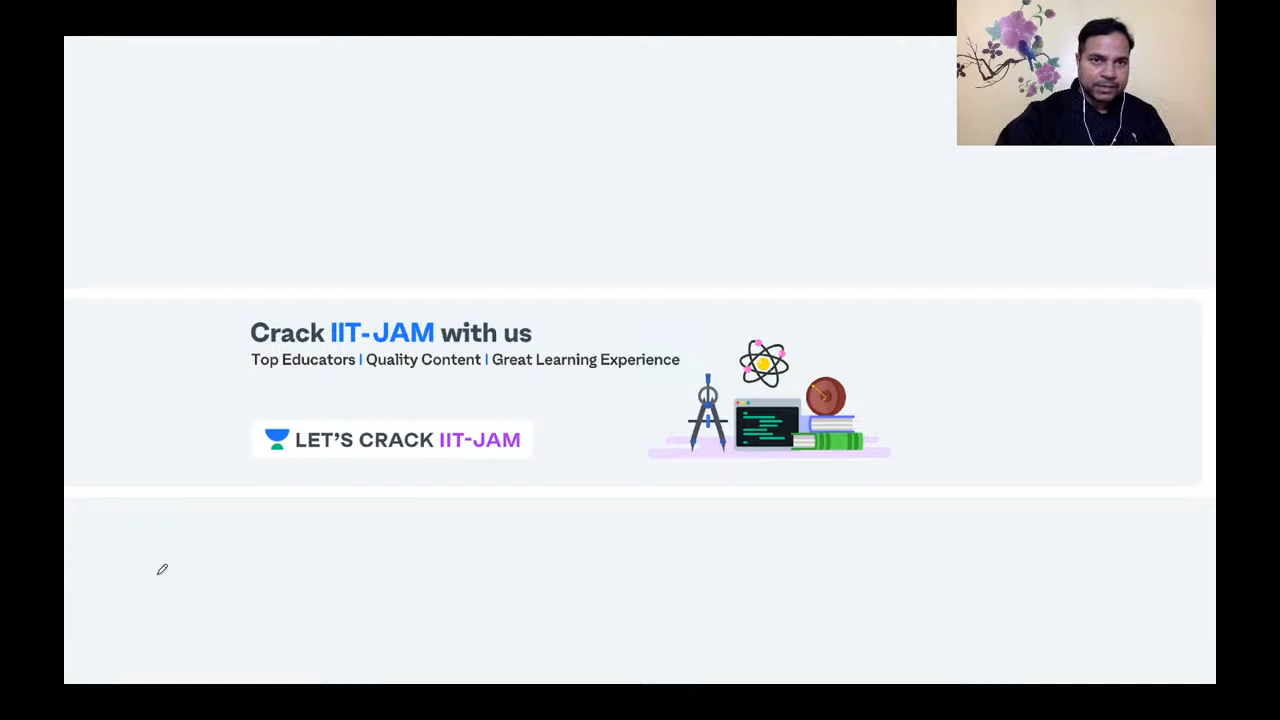 Crack IIT-JAM with us
Top Educators | Quality Content | Great Learning Experience
LET'S CRACK IIT-JAM